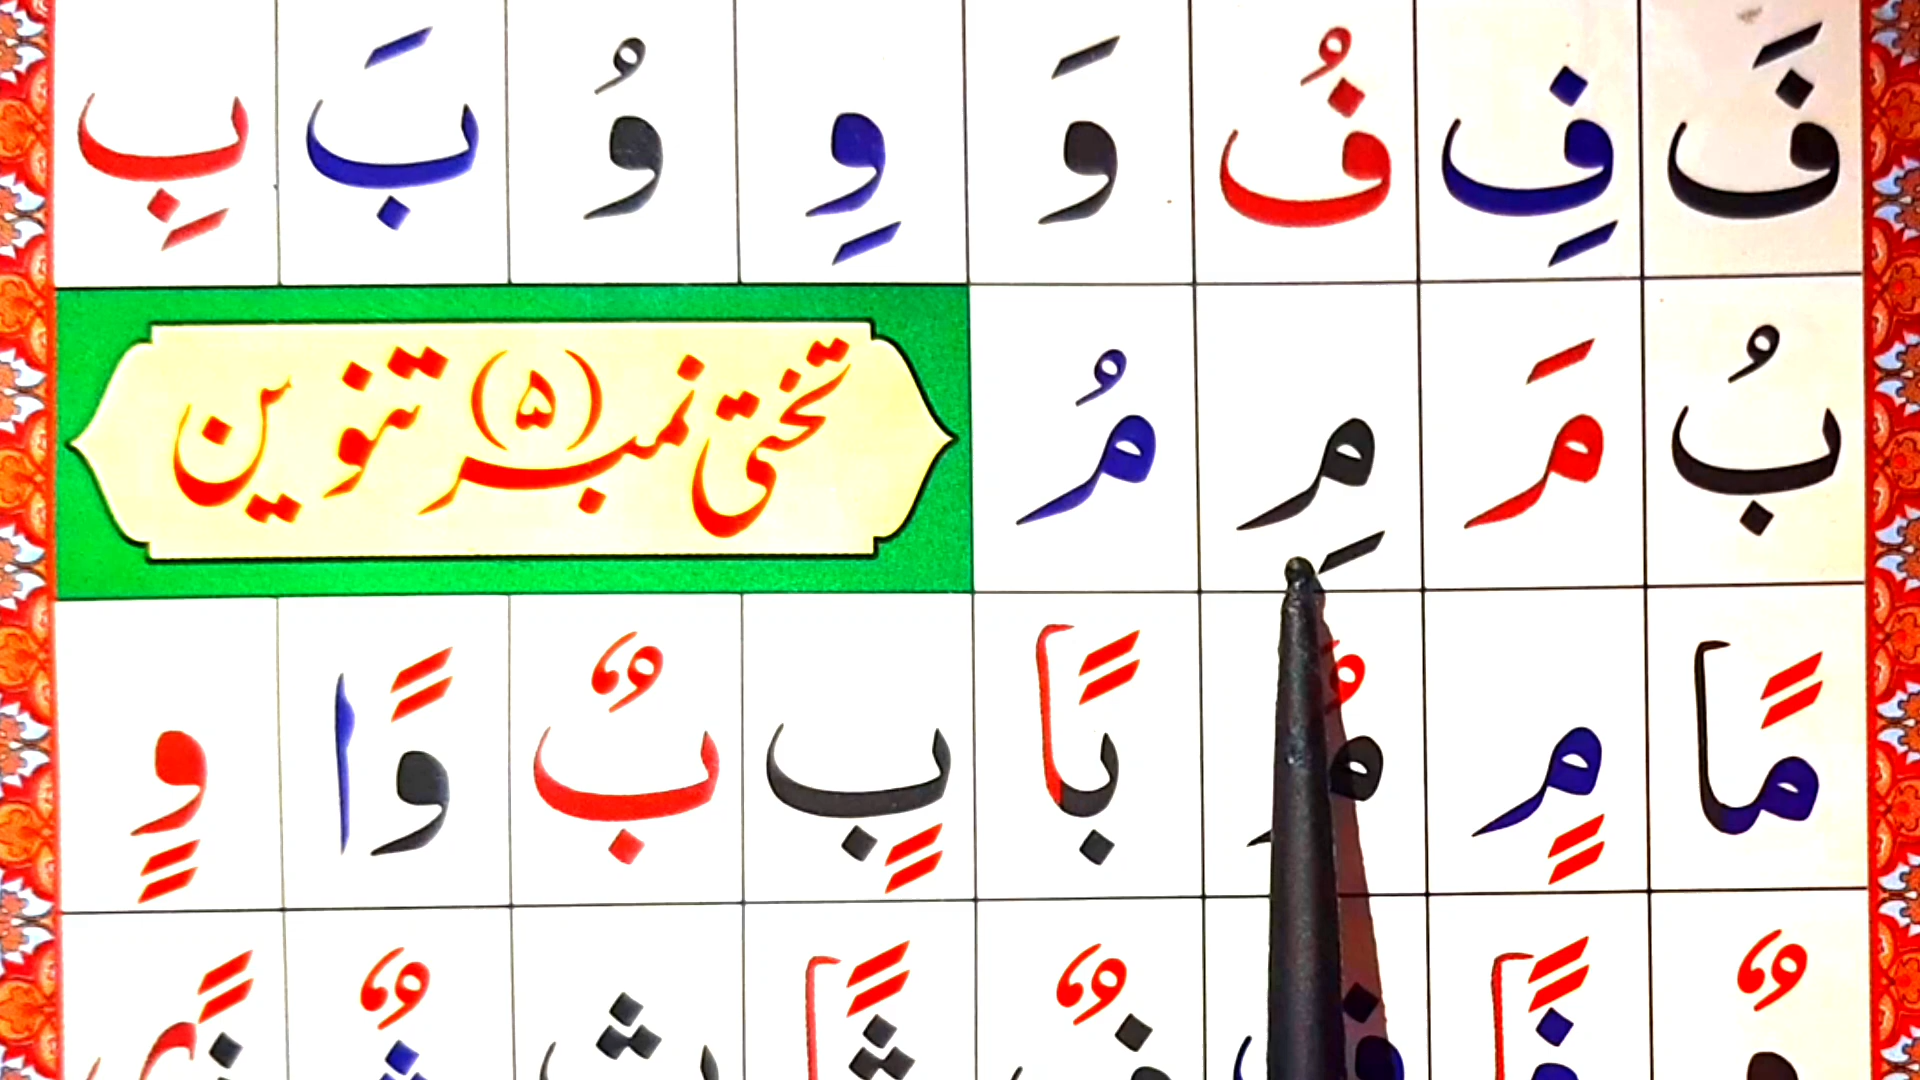 فَ فِ فُ وَ وِ وُ بَ بِ
بُ مَ مِ مُ تختی نمبر (۵) تنوین
مًا مٍ مٌ بًا بٍ بٌ وًا وٍ